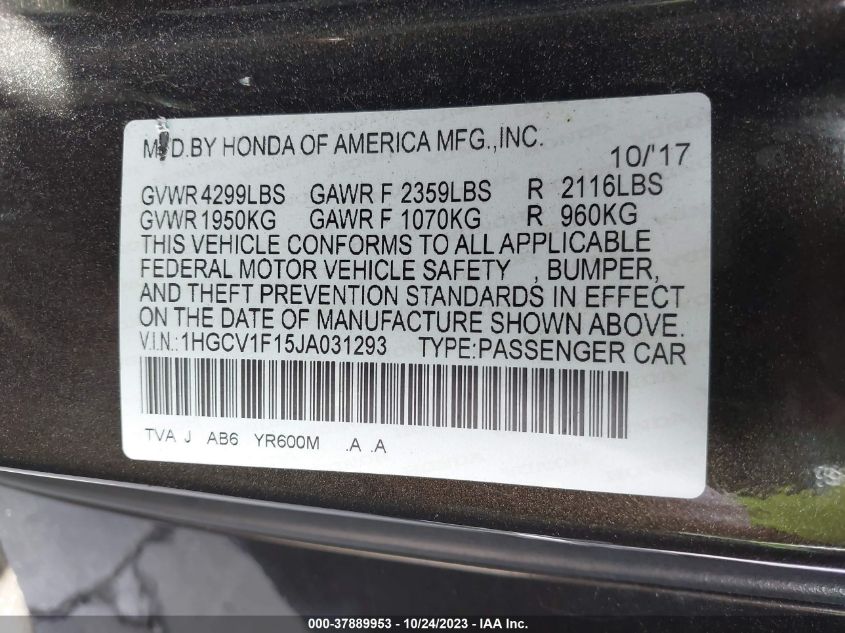 MFD.BY HONDA OF AMERICA MFG.,INC.
10/'17
GVWR 4299LBS GAWR F 2359LBS R 2116LBS
GVWR 1950KG GAWR F 1070KG R 960KG
THIS VEHICLE CONFORMS TO ALL APPLICABLE
FEDERAL MOTOR VEHICLE SAFETY , BUMPER,
AND THEFT PREVENTION STANDARDS IN EFFECT
ON THE DATE OF MANUFACTURE SHOWN ABOVE.
V.I.N.:1HGCV1F15JA031293 TYPE:PASSENGER CAR
TVA J AB6 YR600M .A .A
000-37889953 - 10/24/2023 - IAA Inc.